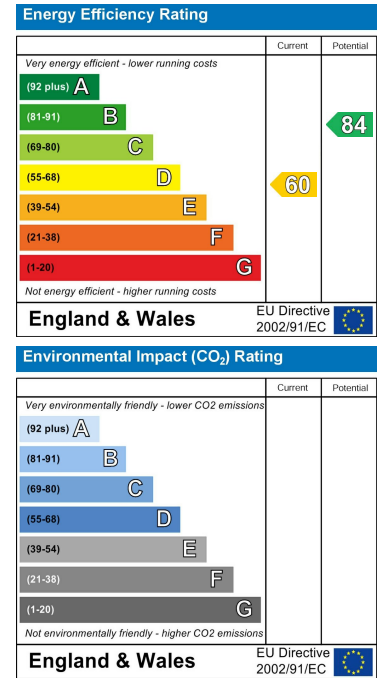 Energy Efficiency Rating
Current Potential
Very energy efficient - lower running costs
(92 plus) A
(81-91) B
(69-80) C
(55-68) D
(39-54) E
(21-38) F
(1-20) G
84
60
Not energy efficient - higher running costs
England & Wales
EU Directive
2002/91/EC
Environmental Impact (CO₂) Rating
Current Potential
Very environmentally friendly - lower CO2 emissions
(92 plus) A
(81-91) B
(69-80) C
(55-68) D
(39-54) E
(21-38) F
(1-20) G
Not environmentally friendly - higher CO2 emissions
England & Wales
EU Directive
2002/91/EC